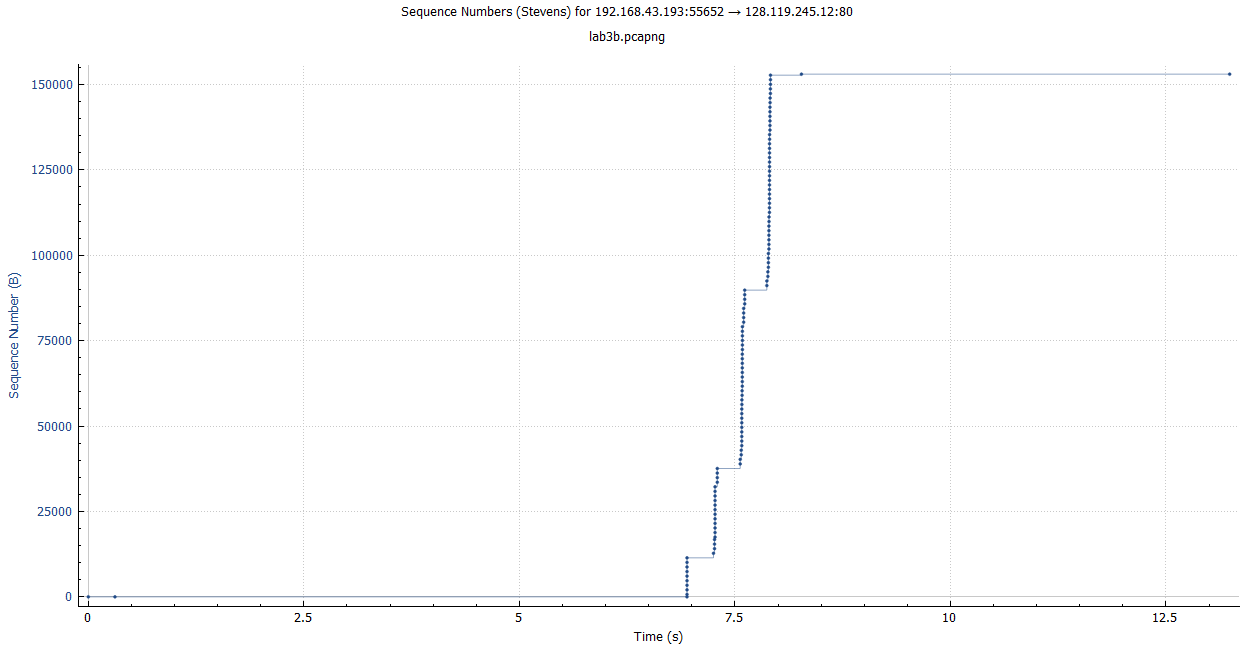 Sequence Numbers (Stevens) for 192.168.43.193:55652 → 128.119.245.12:80
lab3b.pcapng
Sequence Number (B)
150000
125000
100000
75000
50000
25000
0
0 2.5 5 7.5 10 12.5
Time (s)